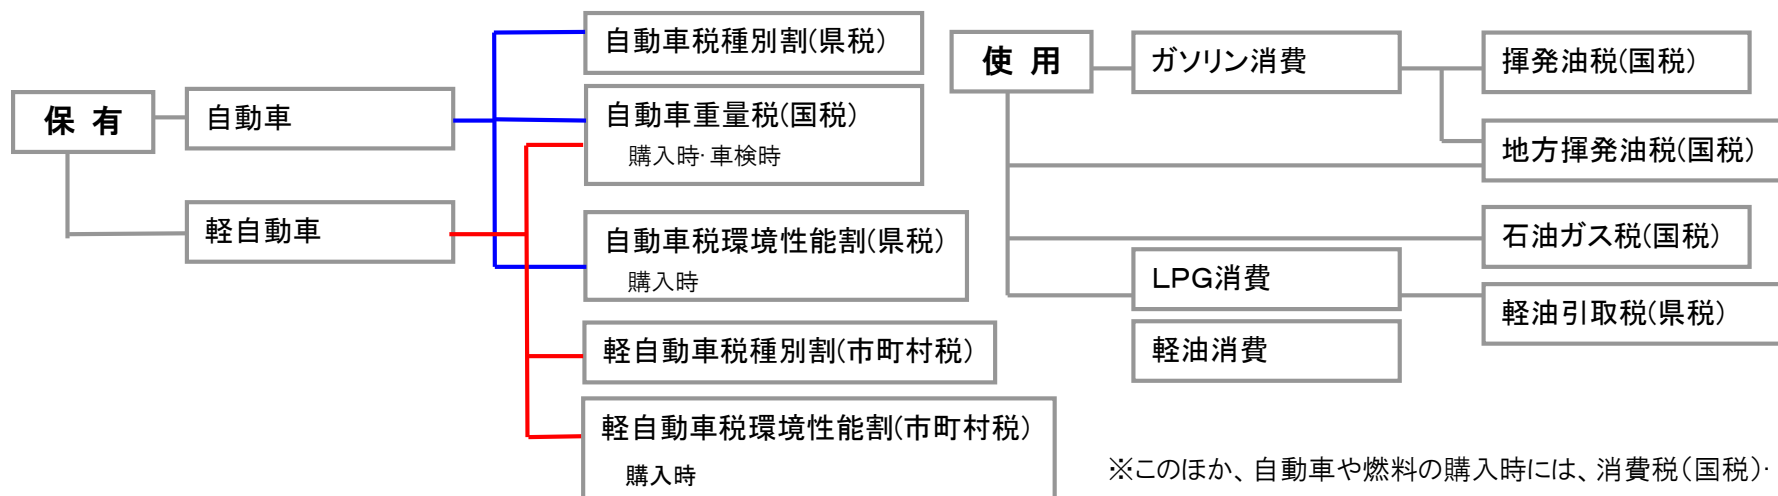 保 有
自動車
軽自動車
自動車税種別割(県税)
自動車重量税(国税)
購入時·車検時
自動車税環境性能割(県税)
購入時
軽自動車税種別割(市町村税)
軽自動車税環境性能割(市町村税)
購入時
使 用
ガソリン消費
LPG消費
軽油消費
揮発油税(国税)
地方揮発油税(国税)
石油ガス税(国税)
軽油引取税(県税)
※このほか、自動車や燃料の購入時には、消費税(国税)·